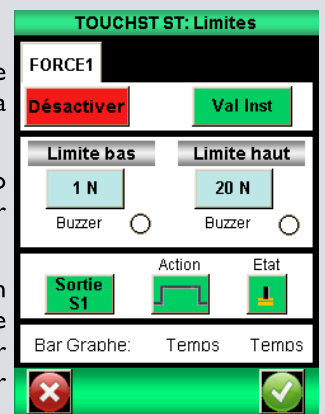 TOUCHST ST: Limites
FORCE1
Désactiver Val Inst
Limite bas Limite haut
1 N 20 N
Buzzer Buzzer
Action Etat
Sortie
S1
Bar Graphe: Temps Temps